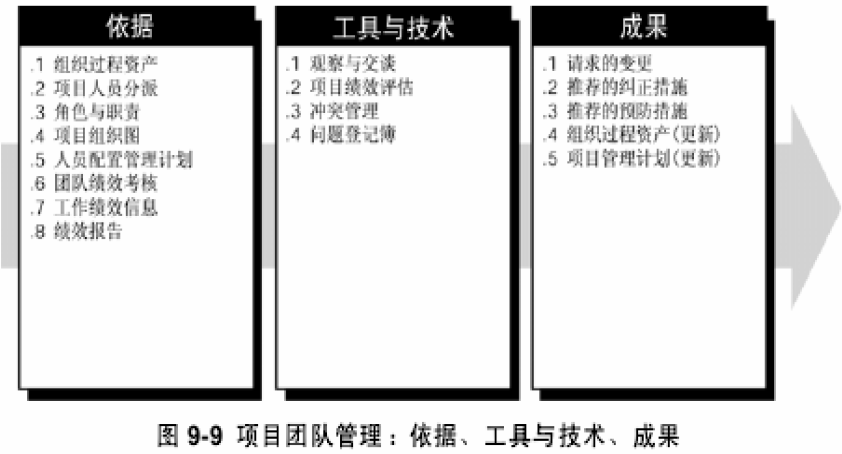 依据
.1 组织过程资产
.2 项目人员分派
.3 角色与职责
.4 项目组织图
.5 人员配置管理计划
.6 团队绩效考核
.7 工作绩效信息
.8 绩效报告
工具与技术
.1 观察与交谈
.2 项目绩效评估
.3 冲突管理
.4 问题登记簿
成果
.1 请求的变更
.2 推荐的纠正措施
.3 推荐的预防措施
.4 组织过程资产(更新)
.5 项目管理计划(更新)
图 9-9 项目团队管理：依据、工具与技术、成果